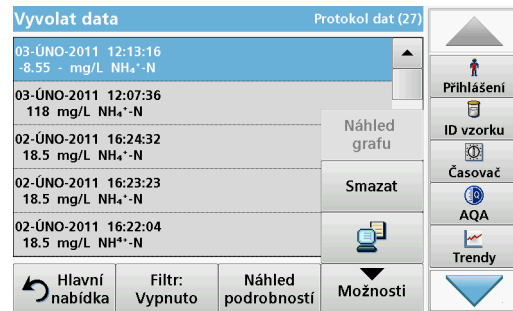 Vyvolat data
Protokol dat (27)
03-ÚNO-2011 12:13:16
-8.55 - mg/L NH₄⁺-N
03-ÚNO-2011 12:07:36
118 mg/L NH₄⁺-N
02-ÚNO-2011 16:24:32
18.5 mg/L NH₄⁺-N
02-ÚNO-2011 16:23:23
18.5 mg/L NH₄⁺-N
02-ÚNO-2011 16:22:04
18.5 mg/L NH⁴⁺-N
Náhled
grafu
Smazat
Hlavní
nabídka
Filtr:
Vypnuto
Náhled
podrobností
Možnosti
Přihlášení
ID vzorku
Časovač
AQA
Trendy